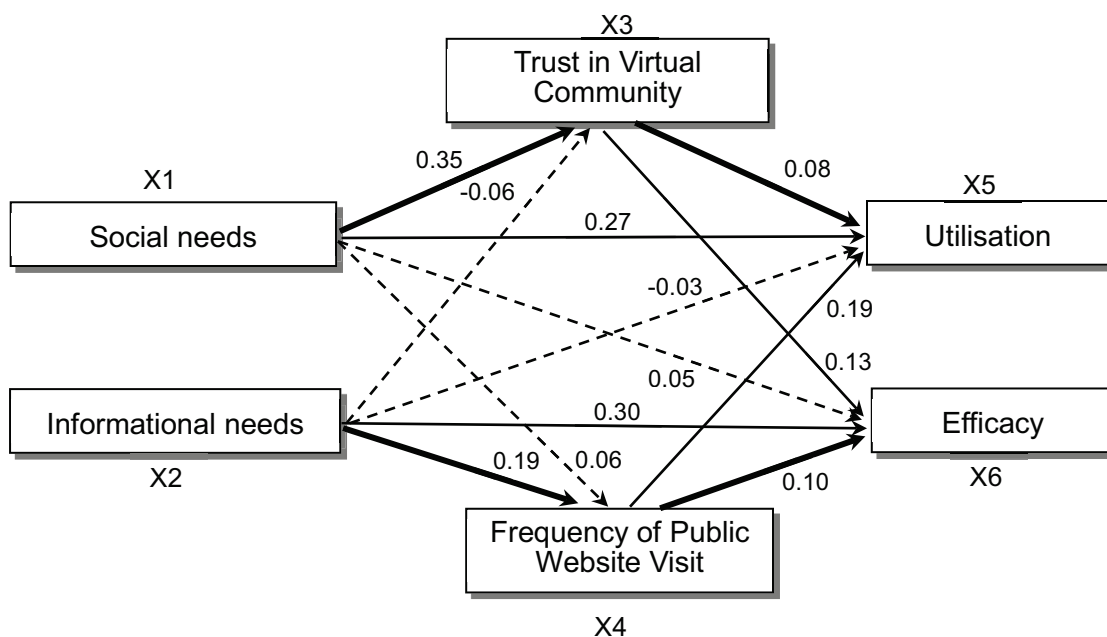 X3
Trust in Virtual
Community
0.35
0.08
X1
-0.06
X5
Social needs
0.27
Utilisation
-0.03
0.19
0.13
0.05
Informational needs
0.30
Efficacy
0.19
0.06
X2
0.10
X6
Frequency of Public
Website Visit
X4